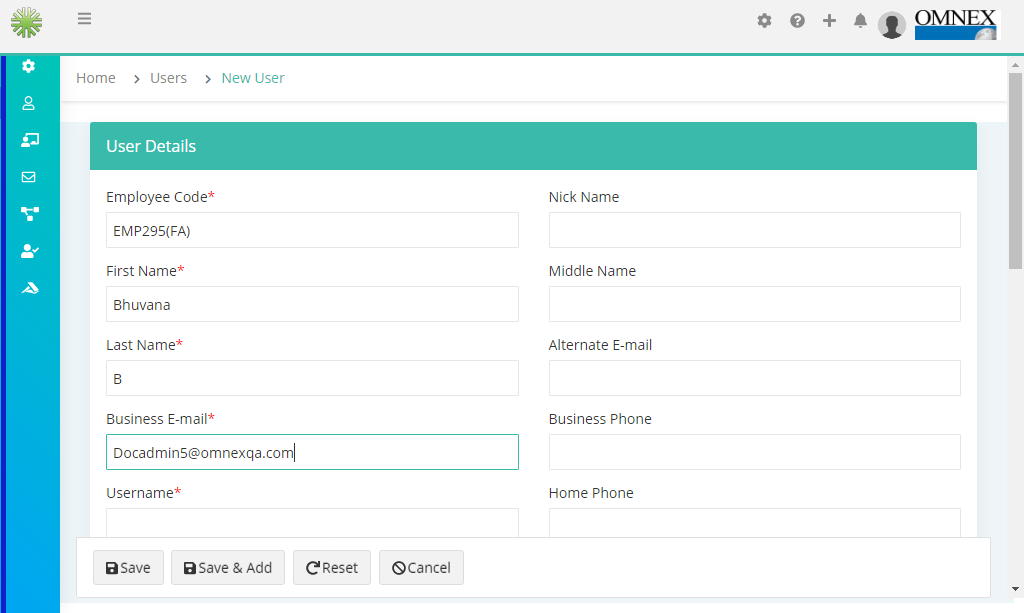 OMNEX
Home > Users > New User
User Details
Employee Code*
Nick Name
EMP295(FA)
First Name*
Middle Name
Bhuvana
Last Name*
Alternate E-mail
B
Business E-mail*
Business Phone
Docadmin5@omnexqa.com
Username*
Home Phone
Save
Save & Add
Reset
Cancel